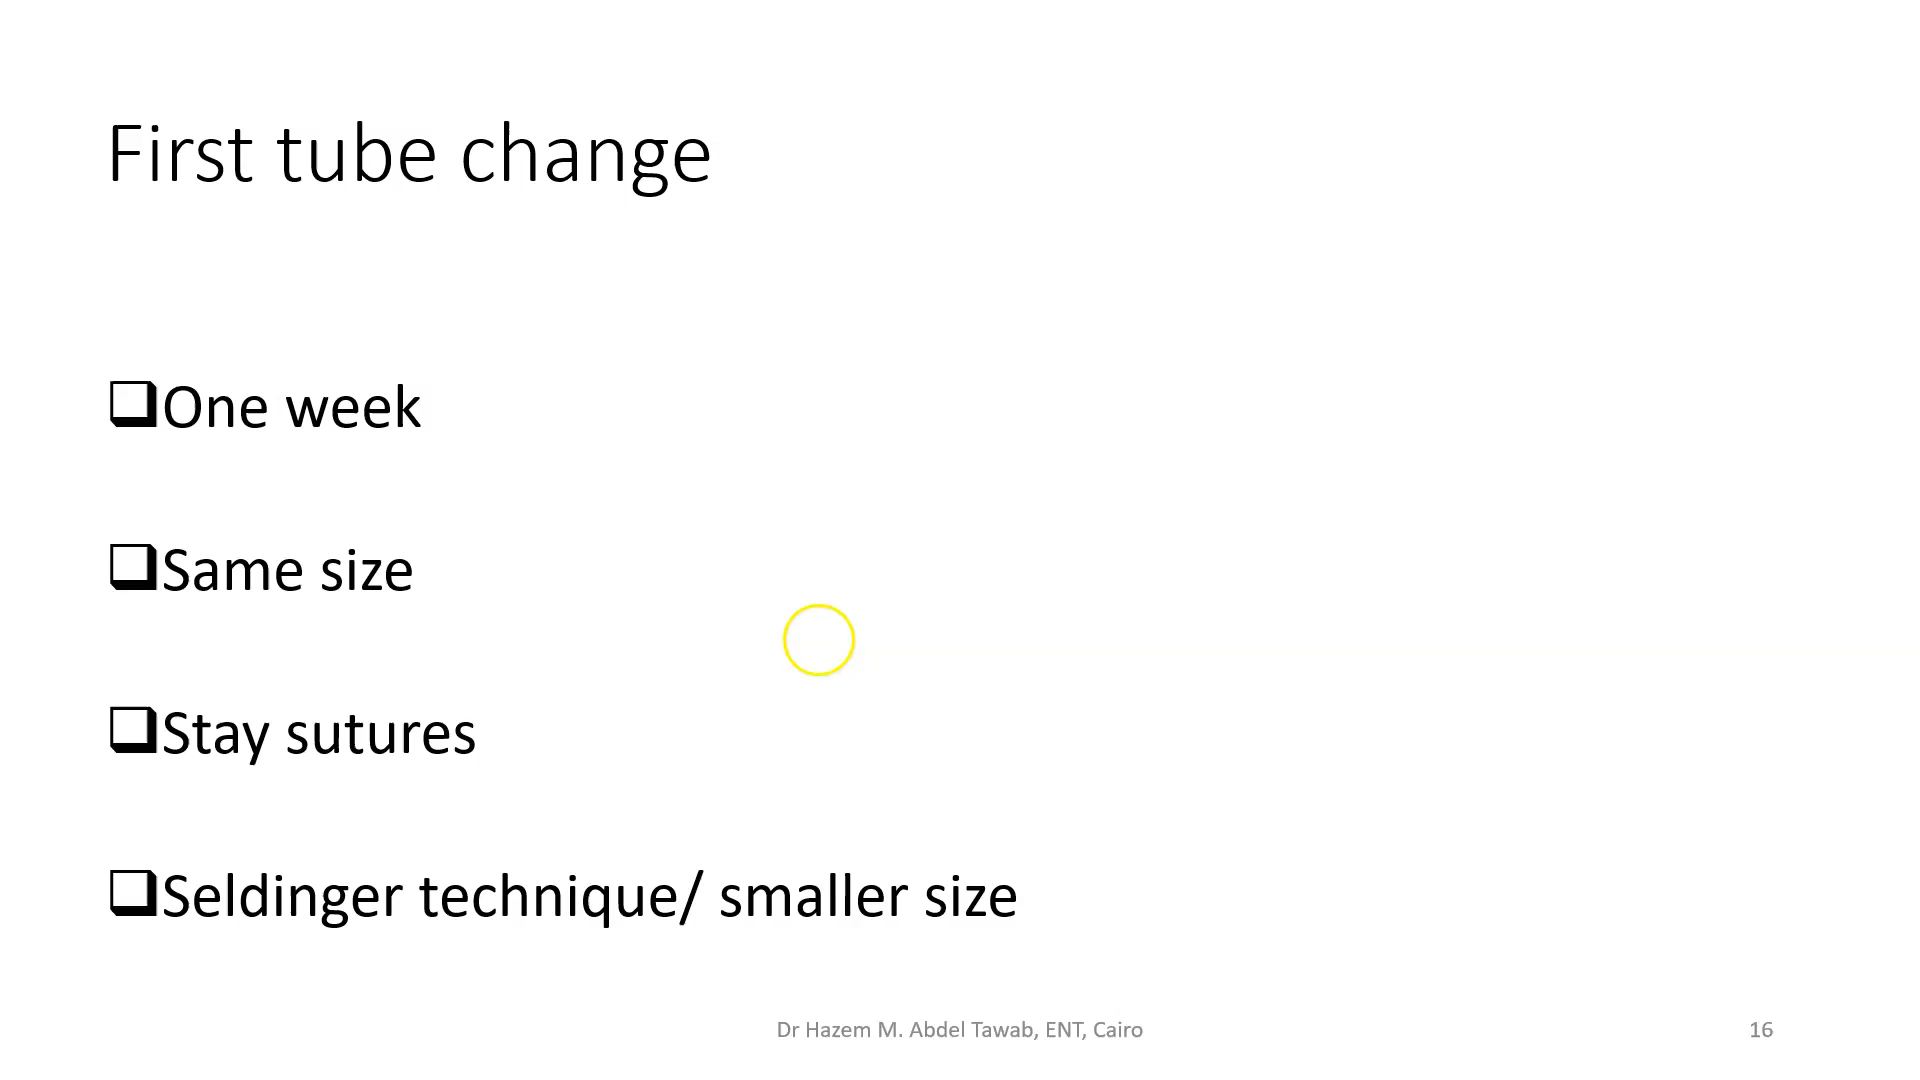 First tube change
❑One week
❑Same size
❑Stay sutures
❑Seldinger technique/ smaller size
Dr Hazem M. Abdel Tawab, ENT, Cairo
16